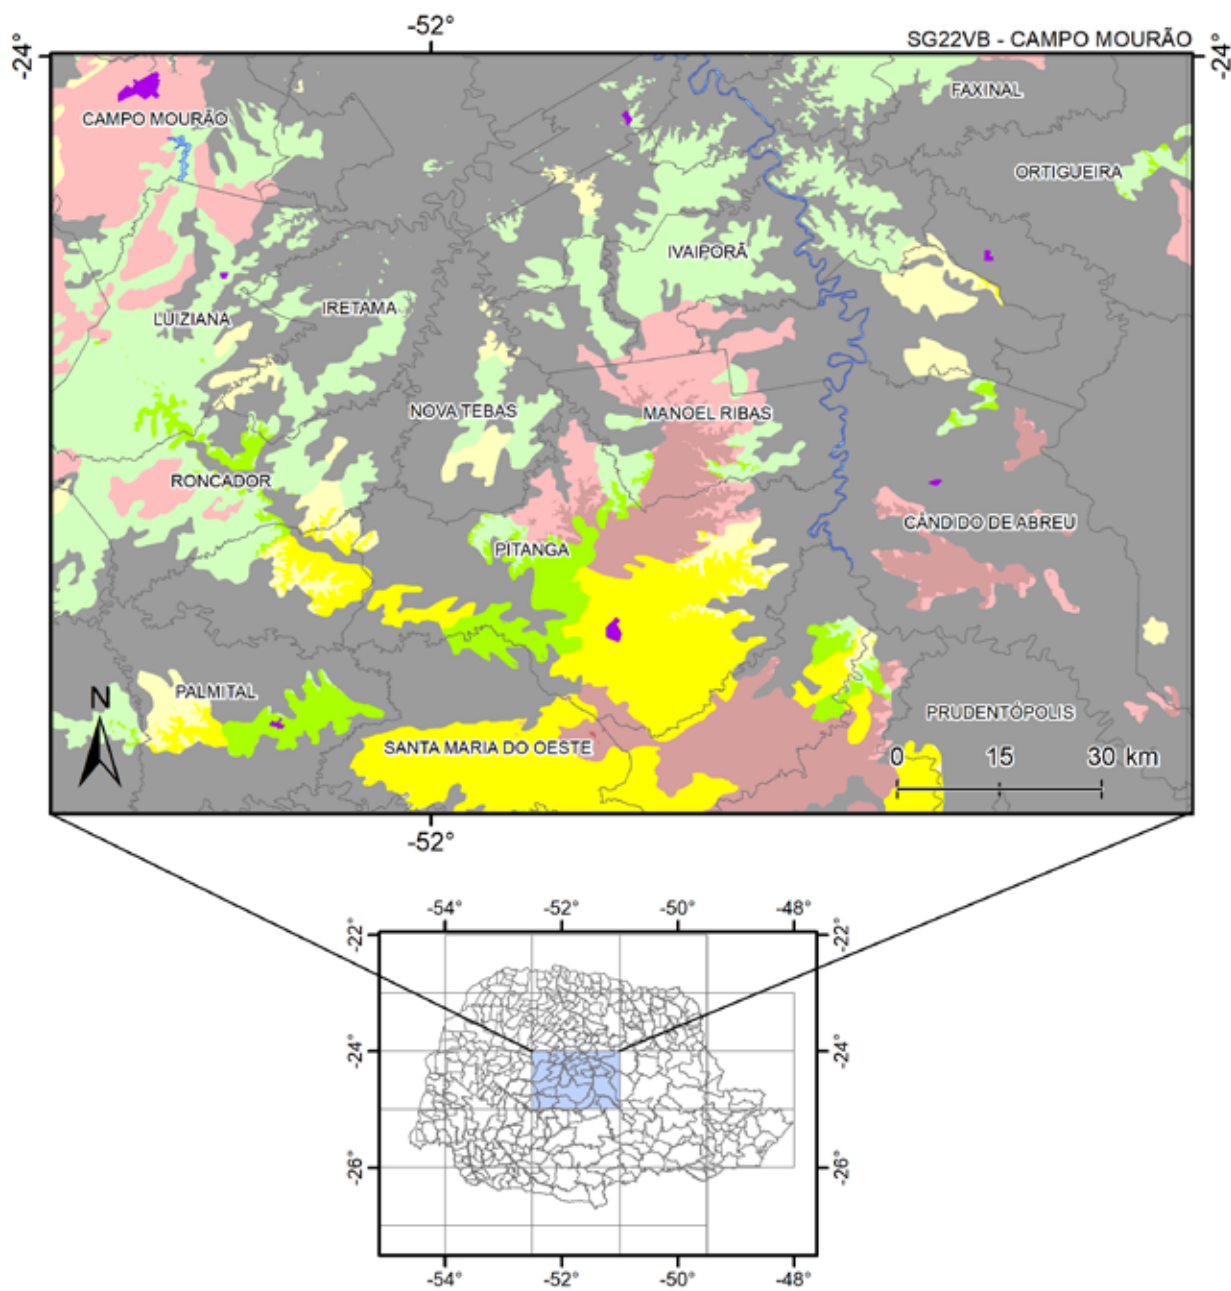 -52°
SG22VB - CAMPO MOURÃO
-24°
-24°
FAXINAL
CAMPO MOURÃO
ORTIGUEIRA
IVAIPORÃ
IRETAMA
LUIZIANA
NOVA TEBAS
MANOEL RIBAS
RONCADOR
CÂNDIDO DE ABREU
PITANGA
N
PALMITAL
PRUDENTÓPOLIS
SANTA MARIA DO OESTE
0 15 30 km
-52°
-54° -52° -50° -48°
-22° -22°
-24° -24°
-26° -26°
-54° -52° -50° -48°